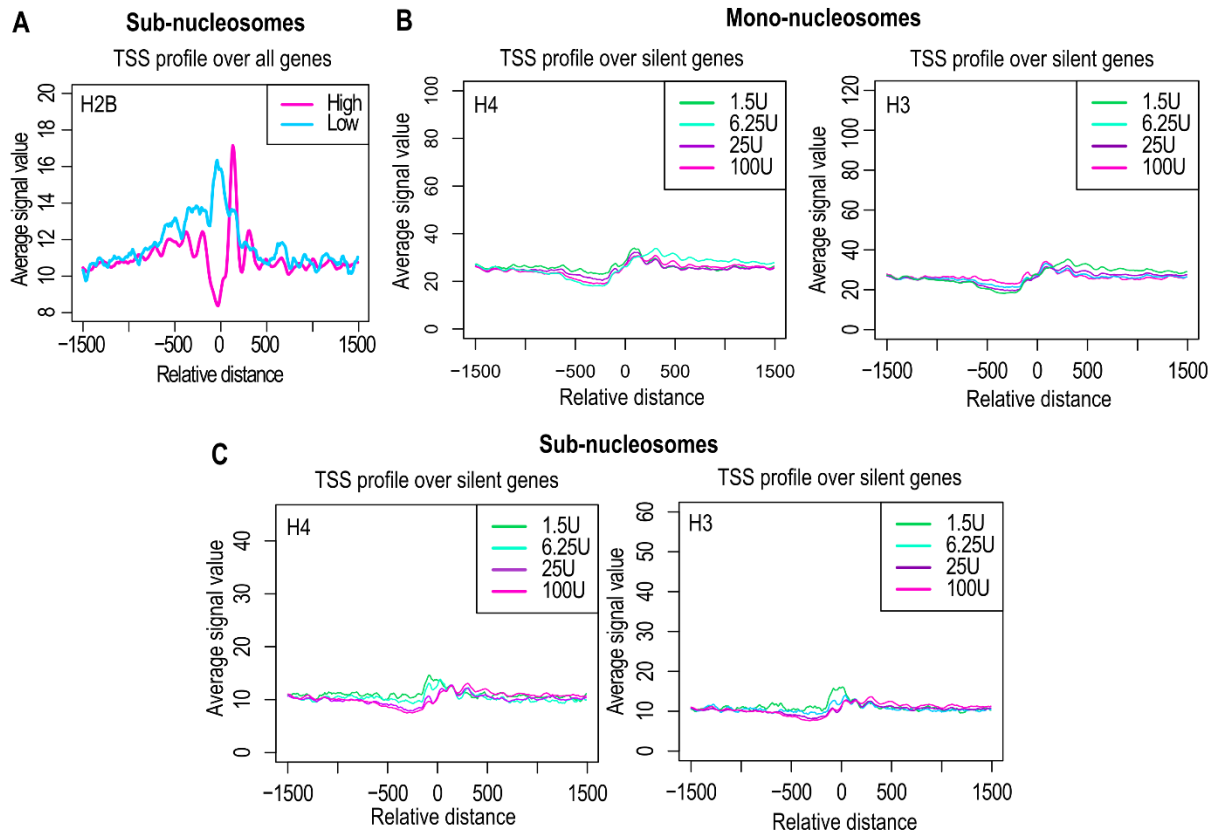 A
Sub-nucleosomes
TSS profile over all genes
H2B
High
Low
Average signal value
20
18
16
14
12
10
8
−1500
−500
0
500
1500
Relative distance
B
Mono-nucleosomes
TSS profile over silent genes
H4
1.5U
6.25U
25U
100U
Average signal value
100
80
60
40
20
0
−1500
−500
0
500
1500
Relative distance
TSS profile over silent genes
H3
1.5U
6.25U
25U
100U
Average signal value
120
100
80
60
40
20
0
−1500
−500
0
500
1500
Relative distance
C
Sub-nucleosomes
TSS profile over silent genes
H4
1.5U
6.25U
25U
100U
Average signal value
40
30
20
10
0
−1500
−500
0
500
1500
Relative distance
TSS profile over silent genes
H3
1.5U
6.25U
25U
100U
Average signal value
60
50
40
30
20
10
0
−1500
−500
0
500
1500
Relative distance